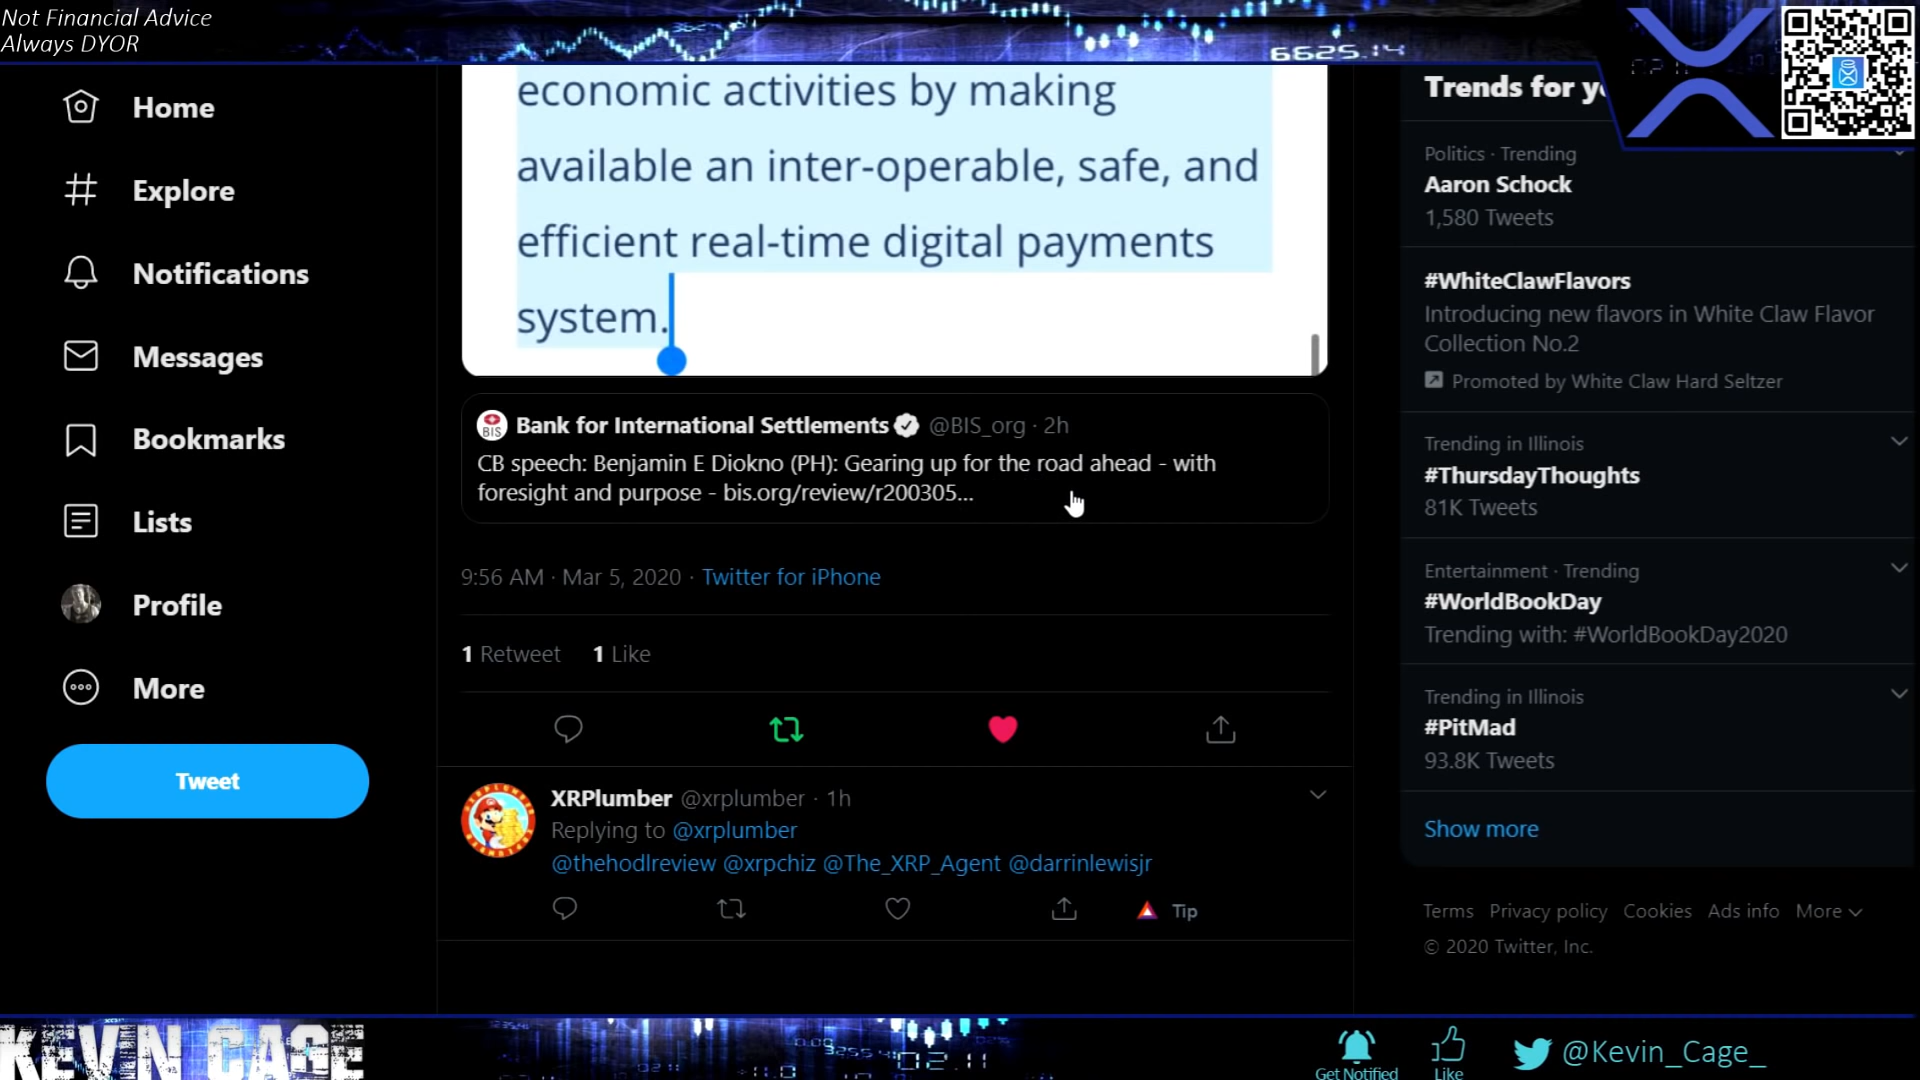 Not Financial Advice
Always DYOR
6625.14
Home
Explore
Notifications
Messages
Bookmarks
Lists
Profile
More
Tweet
economic activities by making
available an inter-operable, safe, and
efficient real-time digital payments
system.
BIS
Bank for International Settlements @BIS_org · 2h
CB speech: Benjamin E Diokno (PH): Gearing up for the road ahead - with
foresight and purpose - bis.org/review/r200305...
9:56 AM · Mar 5, 2020 · Twitter for iPhone
1 Retweet 1 Like
XRPlumber @xrplumber · 1h
Replying to @xrplumber
@thehodlreview @xrpchiz @The_XRP_Agent @darrinlewisjr
Tip
Trends for
Politics · Trending
Aaron Schock
1,580 Tweets
#WhiteClawFlavors
Introducing new flavors in White Claw Flavor
Collection No.2
Promoted by White Claw Hard Seltzer
Trending in Illinois
#ThursdayThoughts
81K Tweets
Entertainment · Trending
#WorldBookDay
Trending with: #WorldBookDay2020
Trending in Illinois
#PitMad
93.8K Tweets
Show more
Terms Privacy policy Cookies Ads info More
© 2020 Twitter, Inc.
KEVIN CAGE
02.11
Get Notified
Like
@Kevin_Cage_